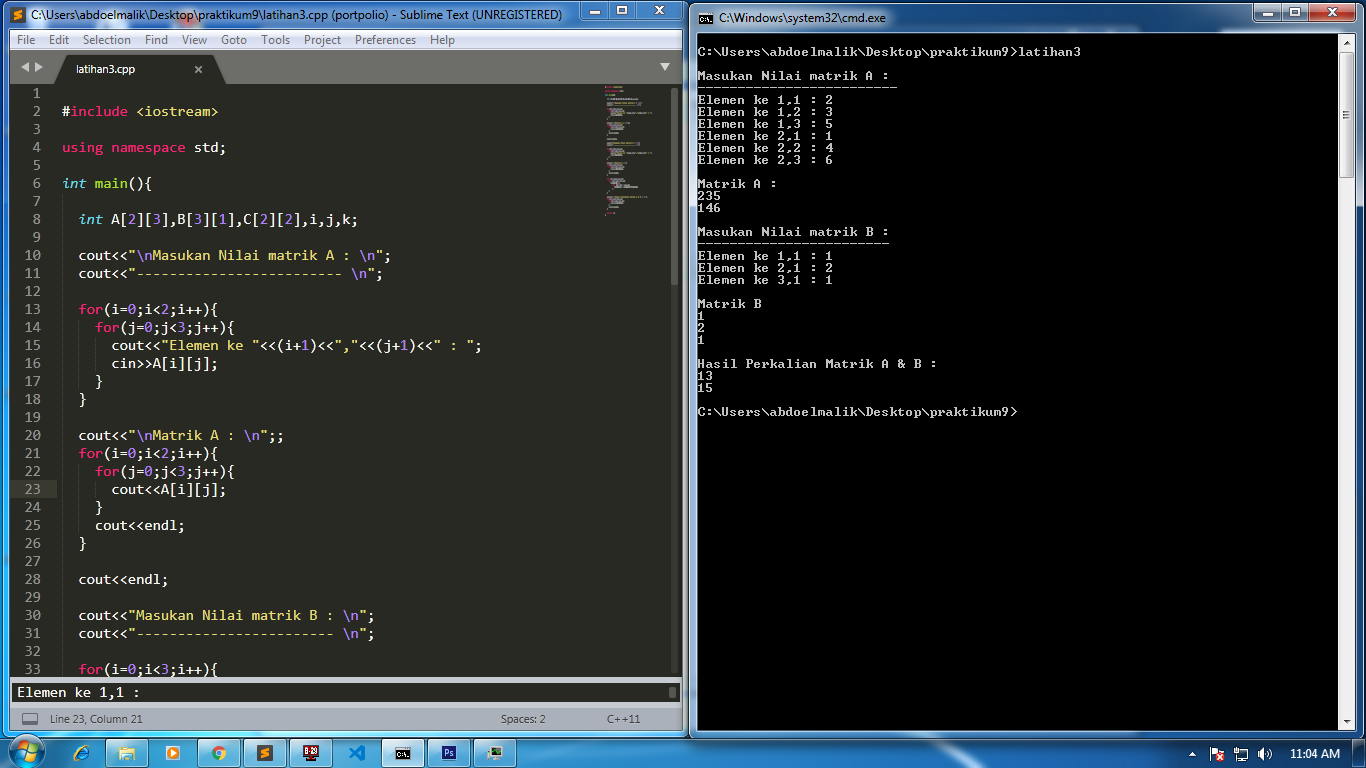 C:\Users\abdoelmalik\Desktop\praktikum9\latihan3.cpp (portpolio) - Sublime Text (UNREGISTERED)
File Edit Selection Find View Goto Tools Project Preferences Help
latihan3.cpp
1
2 #include <iostream>
3
4 using namespace std;
5
6 int main(){
7
8 int A[2][3],B[3][1],C[2][2],i,j,k;
9
10 cout<<"\nMasukan Nilai matrik A : \n";
11 cout<<"------------------------- \n";
12
13 for(i=0;i<2;i++){
14 for(j=0;j<3;j++){
15 cout<<"Elemen ke "<<(i+1)<<","<<(j+1)<<" : ";
16 cin>>A[i][j];
17 }
18 }
19
20 cout<<"\nMatrik A : \n";;
21 for(i=0;i<2;i++){
22 for(j=0;j<3;j++){
23 cout<<A[i][j];
24 }
25 cout<<endl;
26 }
27
28 cout<<endl;
29
30 cout<<"Masukan Nilai matrik B : \n";
31 cout<<"------------------------ \n";
32
33 for(i=0;i<3;i++){
Elemen ke 1,1 :
Line 23, Column 21 Spaces: 2 C++11
C:\Windows\system32\cmd.exe
C:\Users\abdoelmalik\Desktop\praktikum9>latihan3
Masukan Nilai matrik A :
-------------------------
Elemen ke 1,1 : 2
Elemen ke 1,2 : 3
Elemen ke 1,3 : 5
Elemen ke 2,1 : 1
Elemen ke 2,2 : 4
Elemen ke 2,3 : 6
Matrik A :
235
146
Masukan Nilai matrik B :
------------------------
Elemen ke 1,1 : 1
Elemen ke 2,1 : 2
Elemen ke 3,1 : 1
Matrik B
1
2
1
Hasil Perkalian Matrik A & B :
13
15
C:\Users\abdoelmalik\Desktop\praktikum9>
Ps
11:04 AM